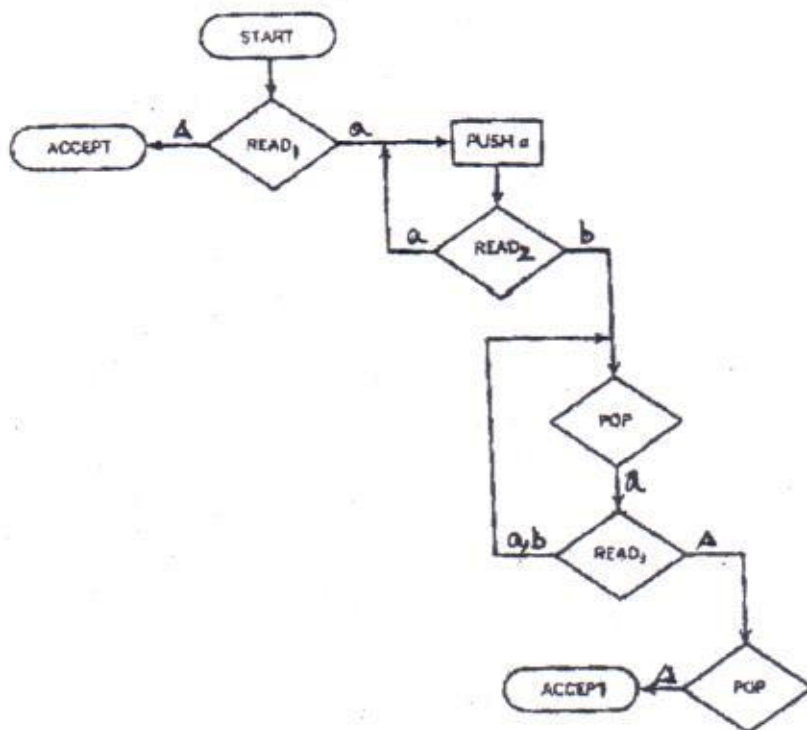 START
ACCEPT
Δ
READ₁
a
PUSH a
a
READ₂
b
POP
a
a,b
READ₃
Δ
ACCEPT
Δ
POP